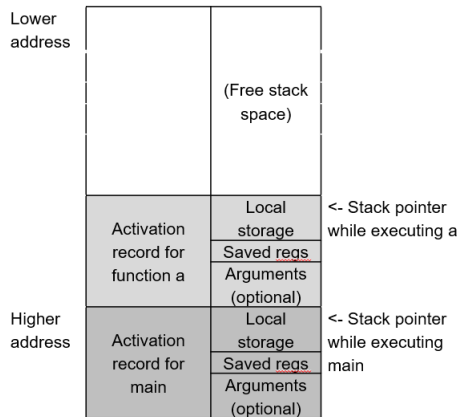 Lower
address
(Free stack
space)
Activation
record for
function a
Local
storage
Saved regs
Arguments
(optional)
<- Stack pointer
while executing a
Higher
address
Activation
record for
main
Local
storage
Saved regs
Arguments
(optional)
<- Stack pointer
while executing
main